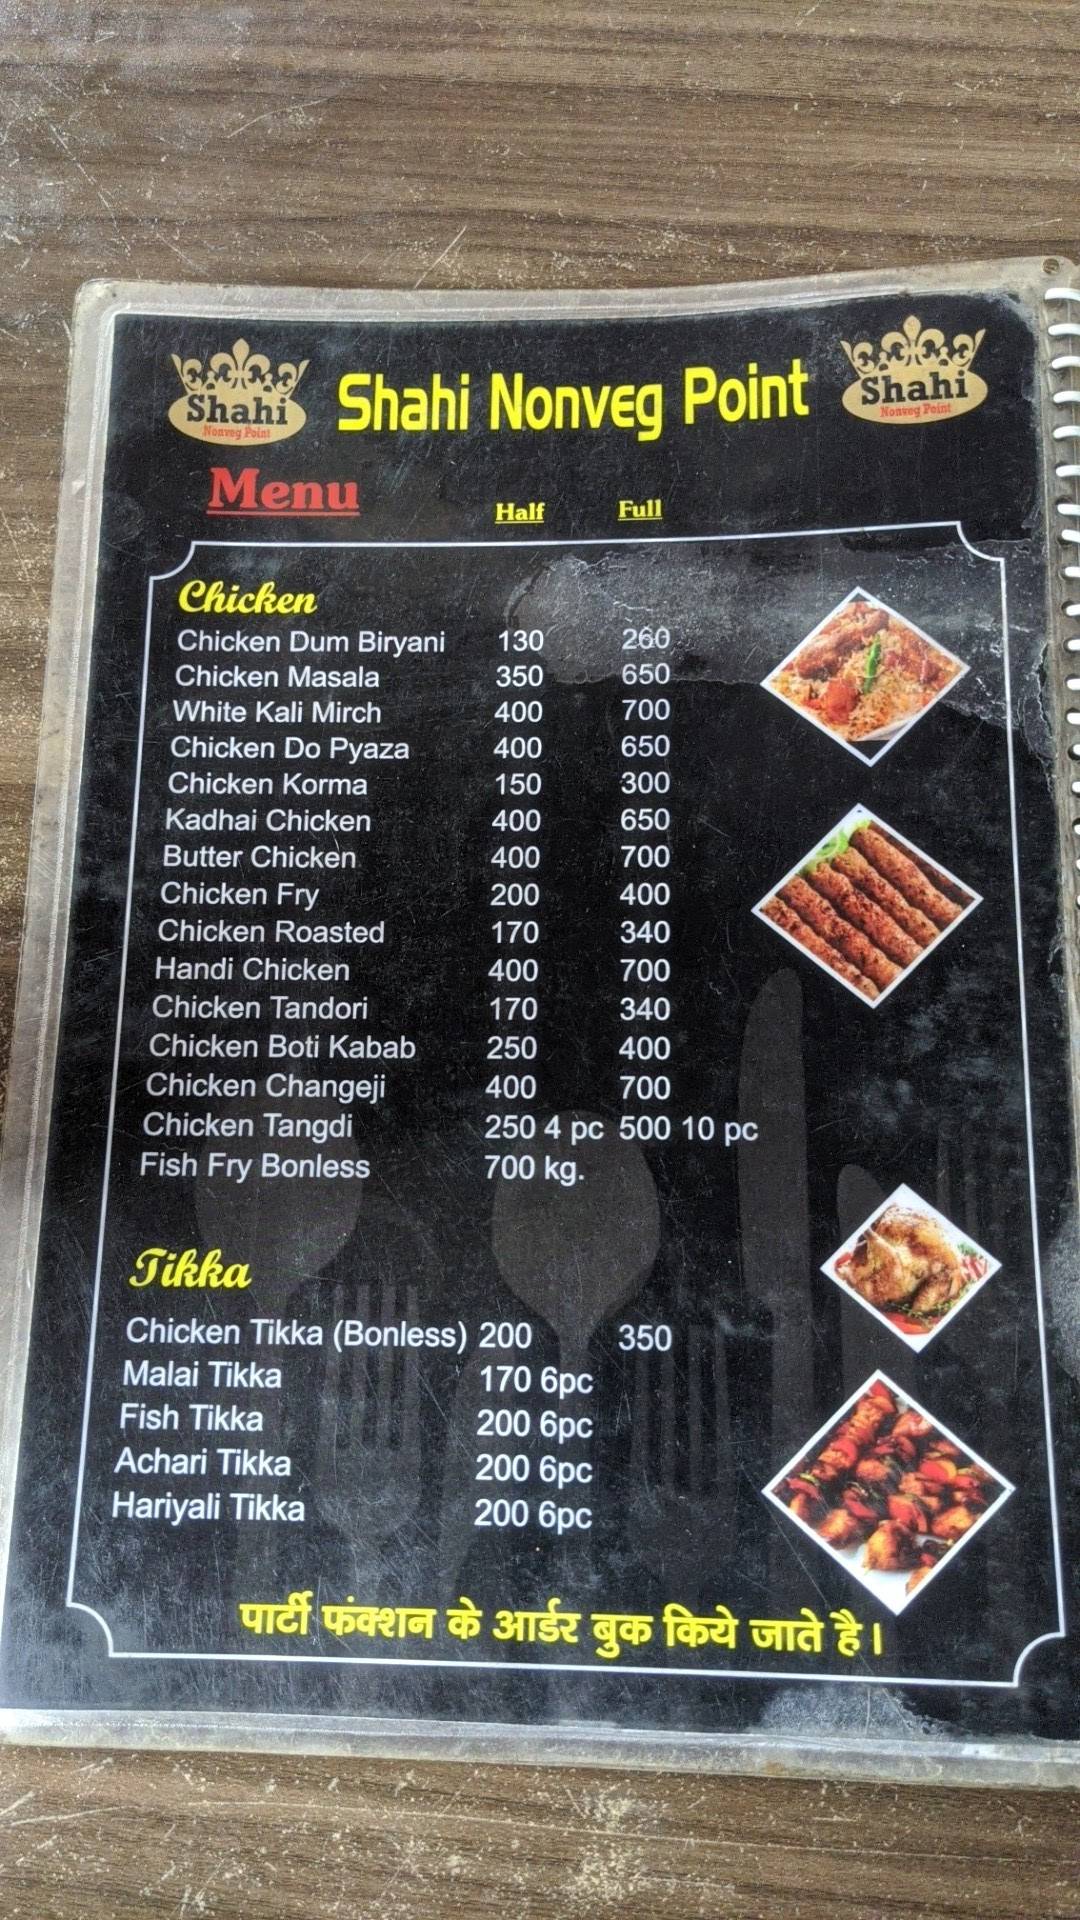 Shahi
Nonveg Point
Shahi Nonveg Point
Shahi
Nonveg Point
Menu
Half Full
Chicken
Chicken Dum Biryani 130 260
Chicken Masala 350 650
White Kali Mirch 400 700
Chicken Do Pyaza 400 650
Chicken Korma 150 300
Kadhai Chicken 400 650
Butter Chicken 400 700
Chicken Fry 200 400
Chicken Roasted 170 340
Handi Chicken 400 700
Chicken Tandori 170 340
Chicken Boti Kabab 250 400
Chicken Changeji 400 700
Chicken Tangdi 250 4 pc 500 10 pc
Fish Fry Bonless 700 kg.
Tikka
Chicken Tikka (Bonless) 200 350
Malai Tikka 170 6pc
Fish Tikka 200 6pc
Achari Tikka 200 6pc
Hariyali Tikka 200 6pc
पार्टी फंक्शन के आर्डर बुक किये जाते है।